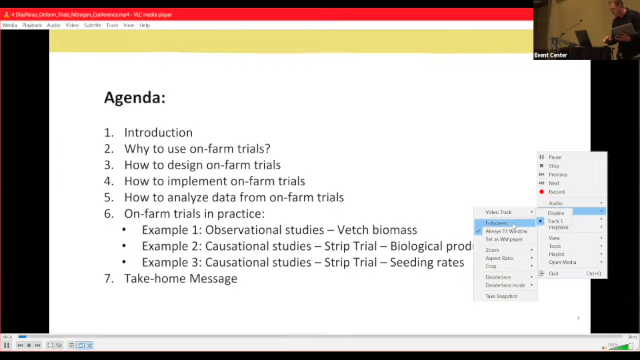 4 DiazPaiso_Onfarm_Trials_Nitrogen_Conference.mp4 - VLC media player
Media Playback Audio Video Subtitle Tools View Help
Event Center
Agenda:
1. Introduction
2. Why to use on-farm trials?
3. How to design on-farm trials
4. How to implement on-farm trials
5. How to analyze data from on-farm trials
6. On-farm trials in practice:
• Example 1: Observational studies – Vetch biomass
• Example 2: Causational studies – Strip Trial – Biological produ
• Example 3: Causational studies – Strip Trial – Seeding rates
7. Take-home Message
Pause
Stop
Previous
Next
Record
Audio
Disable
Track 1
Playback
View
Tools
Playlist
Open Media
Quit Ctrl+Q
Video Track
Fullscreen
Always Fit Window
Set as Wallpaper
Zoom
Aspect Ratio
Crop
Deinterlace
Deinterlace mode
Take Snapshot